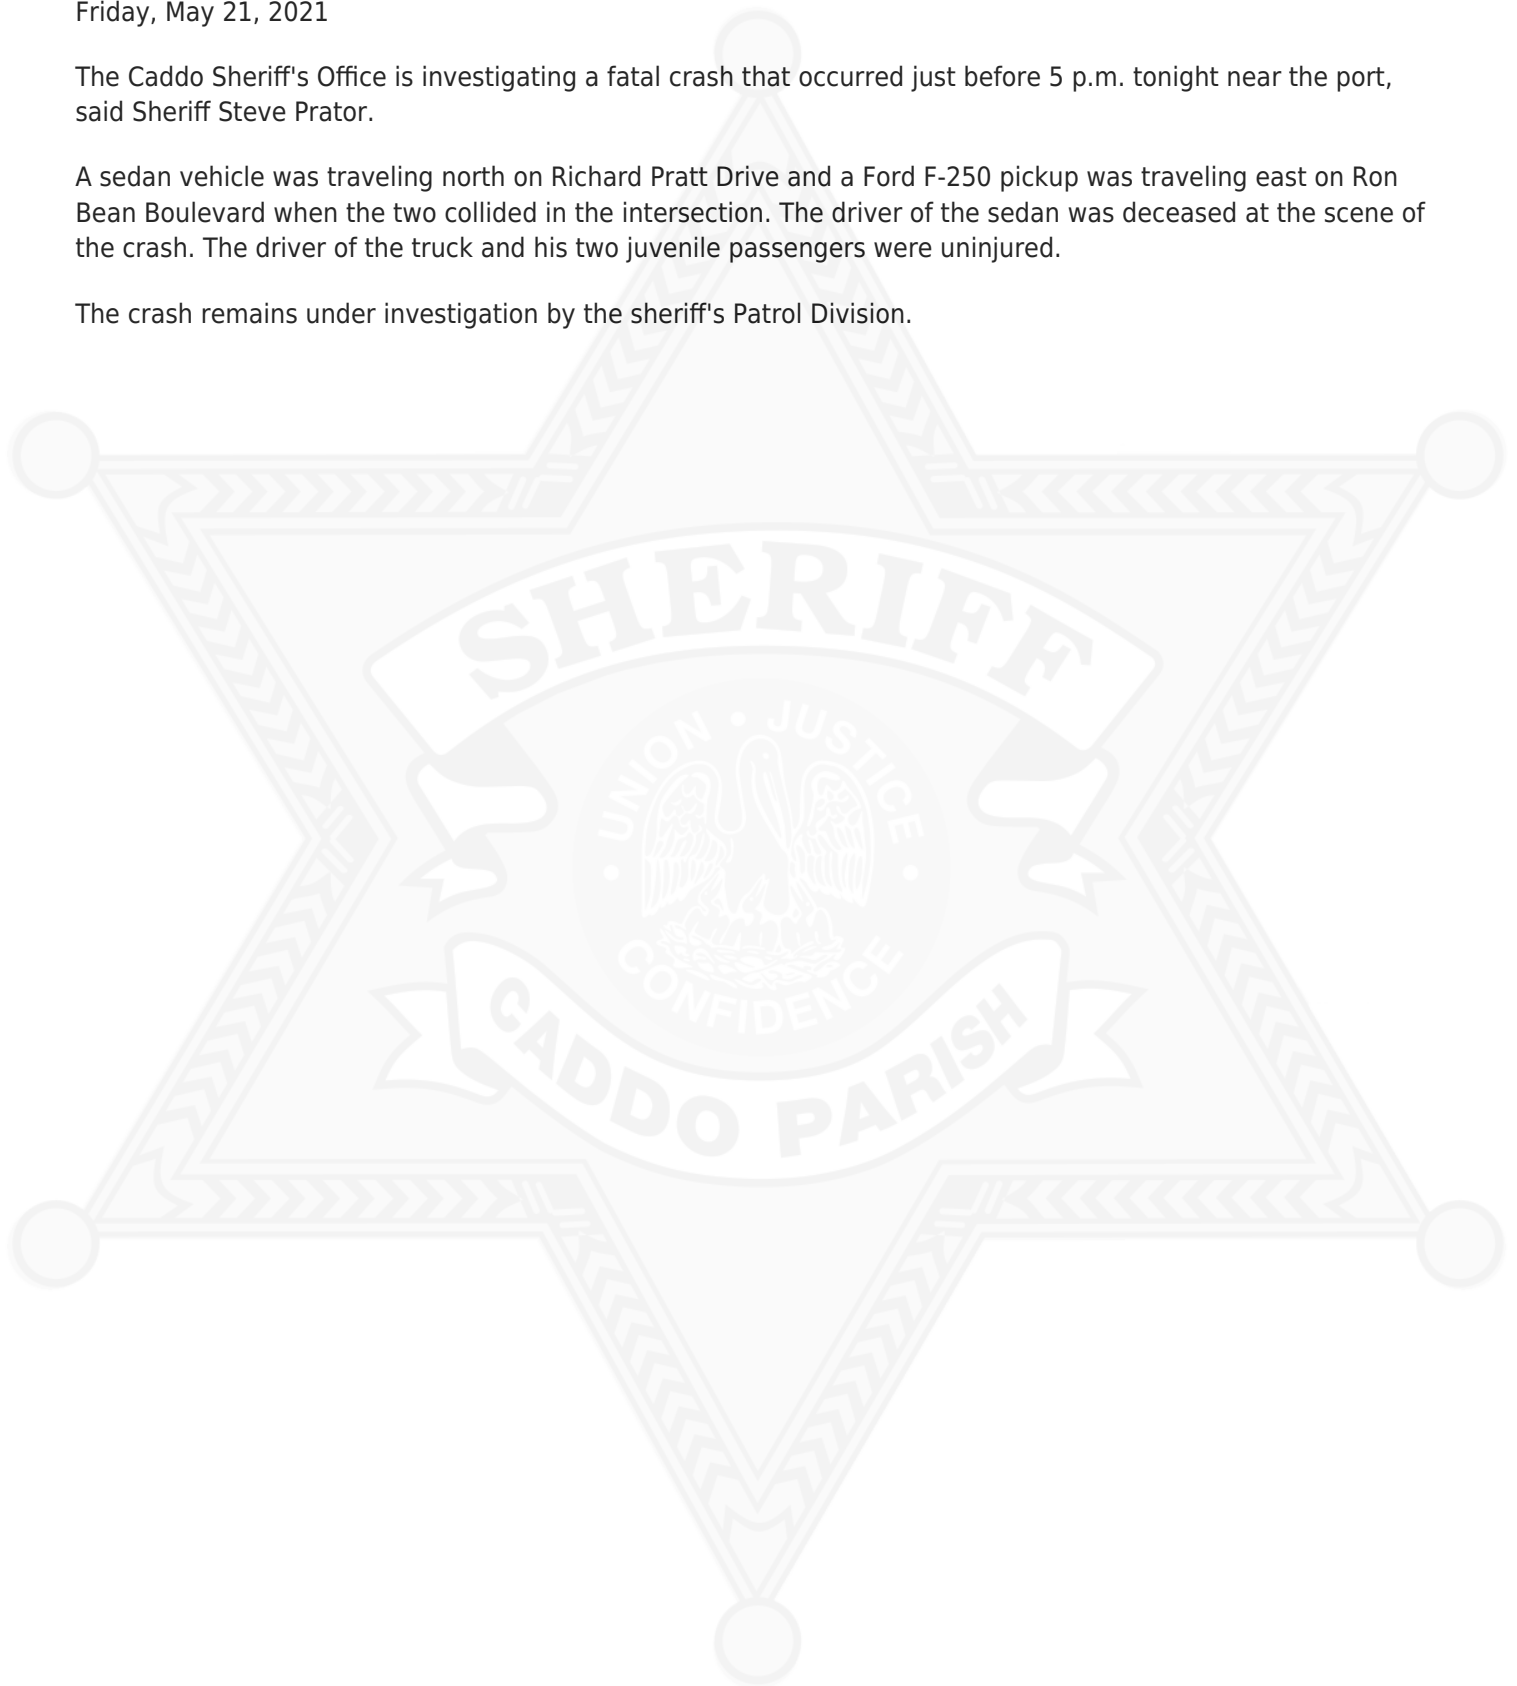 Friday, May 21, 2021
The Caddo Sheriff's Office is investigating a fatal crash that occurred just before 5 p.m. tonight near the port,
said Sheriff Steve Prator.
A sedan vehicle was traveling north on Richard Pratt Drive and a Ford F-250 pickup was traveling east on Ron
Bean Boulevard when the two collided in the intersection. The driver of the sedan was deceased at the scene of
the crash. The driver of the truck and his two juvenile passengers were uninjured.
The crash remains under investigation by the sheriff's Patrol Division.
SHERIFF
UNION • JUSTICE
• CONFIDENCE •
CADDO PARISH